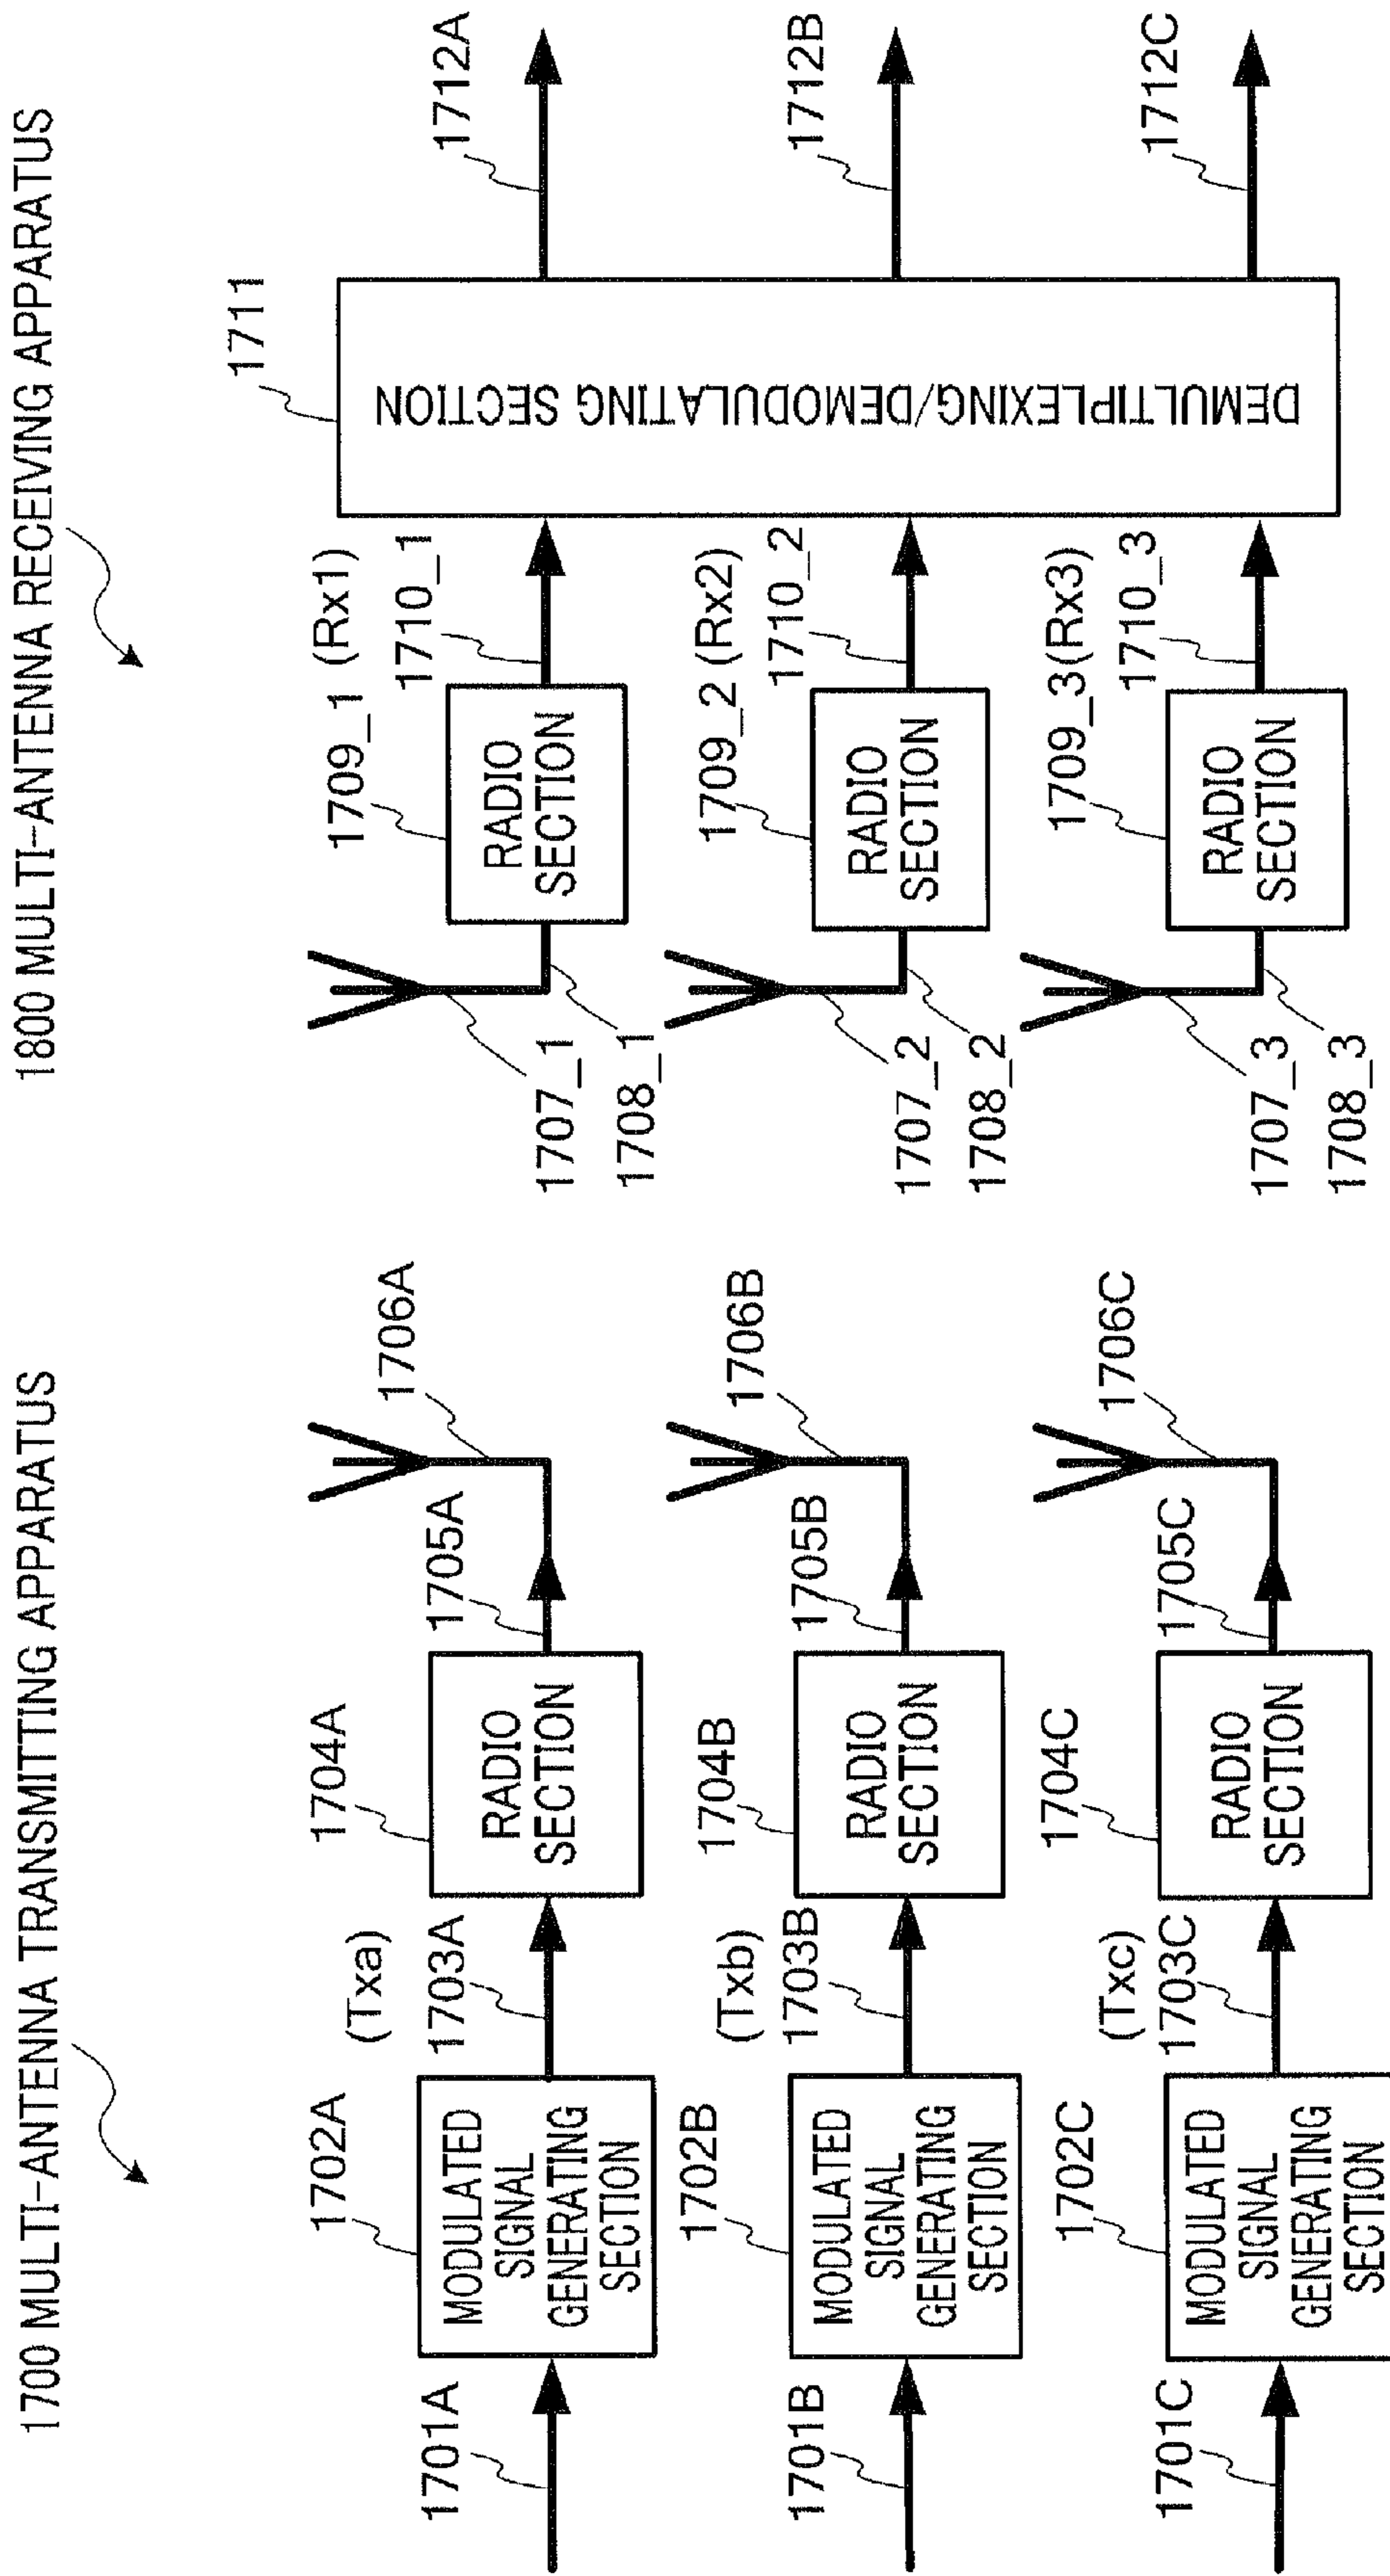 1700 MULTI-ANTENNA TRANSMITTING APPARATUS
1701A
1702A
MODULATED
SIGNAL
GENERATING
SECTION
(Txa)
1703A
1704A
RADIO
SECTION
1705A
1706A
1701B
1702B
MODULATED
SIGNAL
GENERATING
SECTION
(Txb)
1703B
1704B
RADIO
SECTION
1705B
1706B
1701C
1702C
MODULATED
SIGNAL
GENERATING
SECTION
(Txc)
1703C
1704C
RADIO
SECTION
1705C
1706C
1800 MULTI-ANTENNA RECEIVING APPARATUS
1707_1
1708_1
1709_1 (Rx1)
RADIO
SECTION
1710_1
1707_2
1708_2
1709_2 (Rx2)
RADIO
SECTION
1710_2
1707_3
1708_3
1709_3(Rx3)
RADIO
SECTION
1710_3
1711
DEMULTIPLEXING/DEMODULATING SECTION
1712A
1712B
1712C